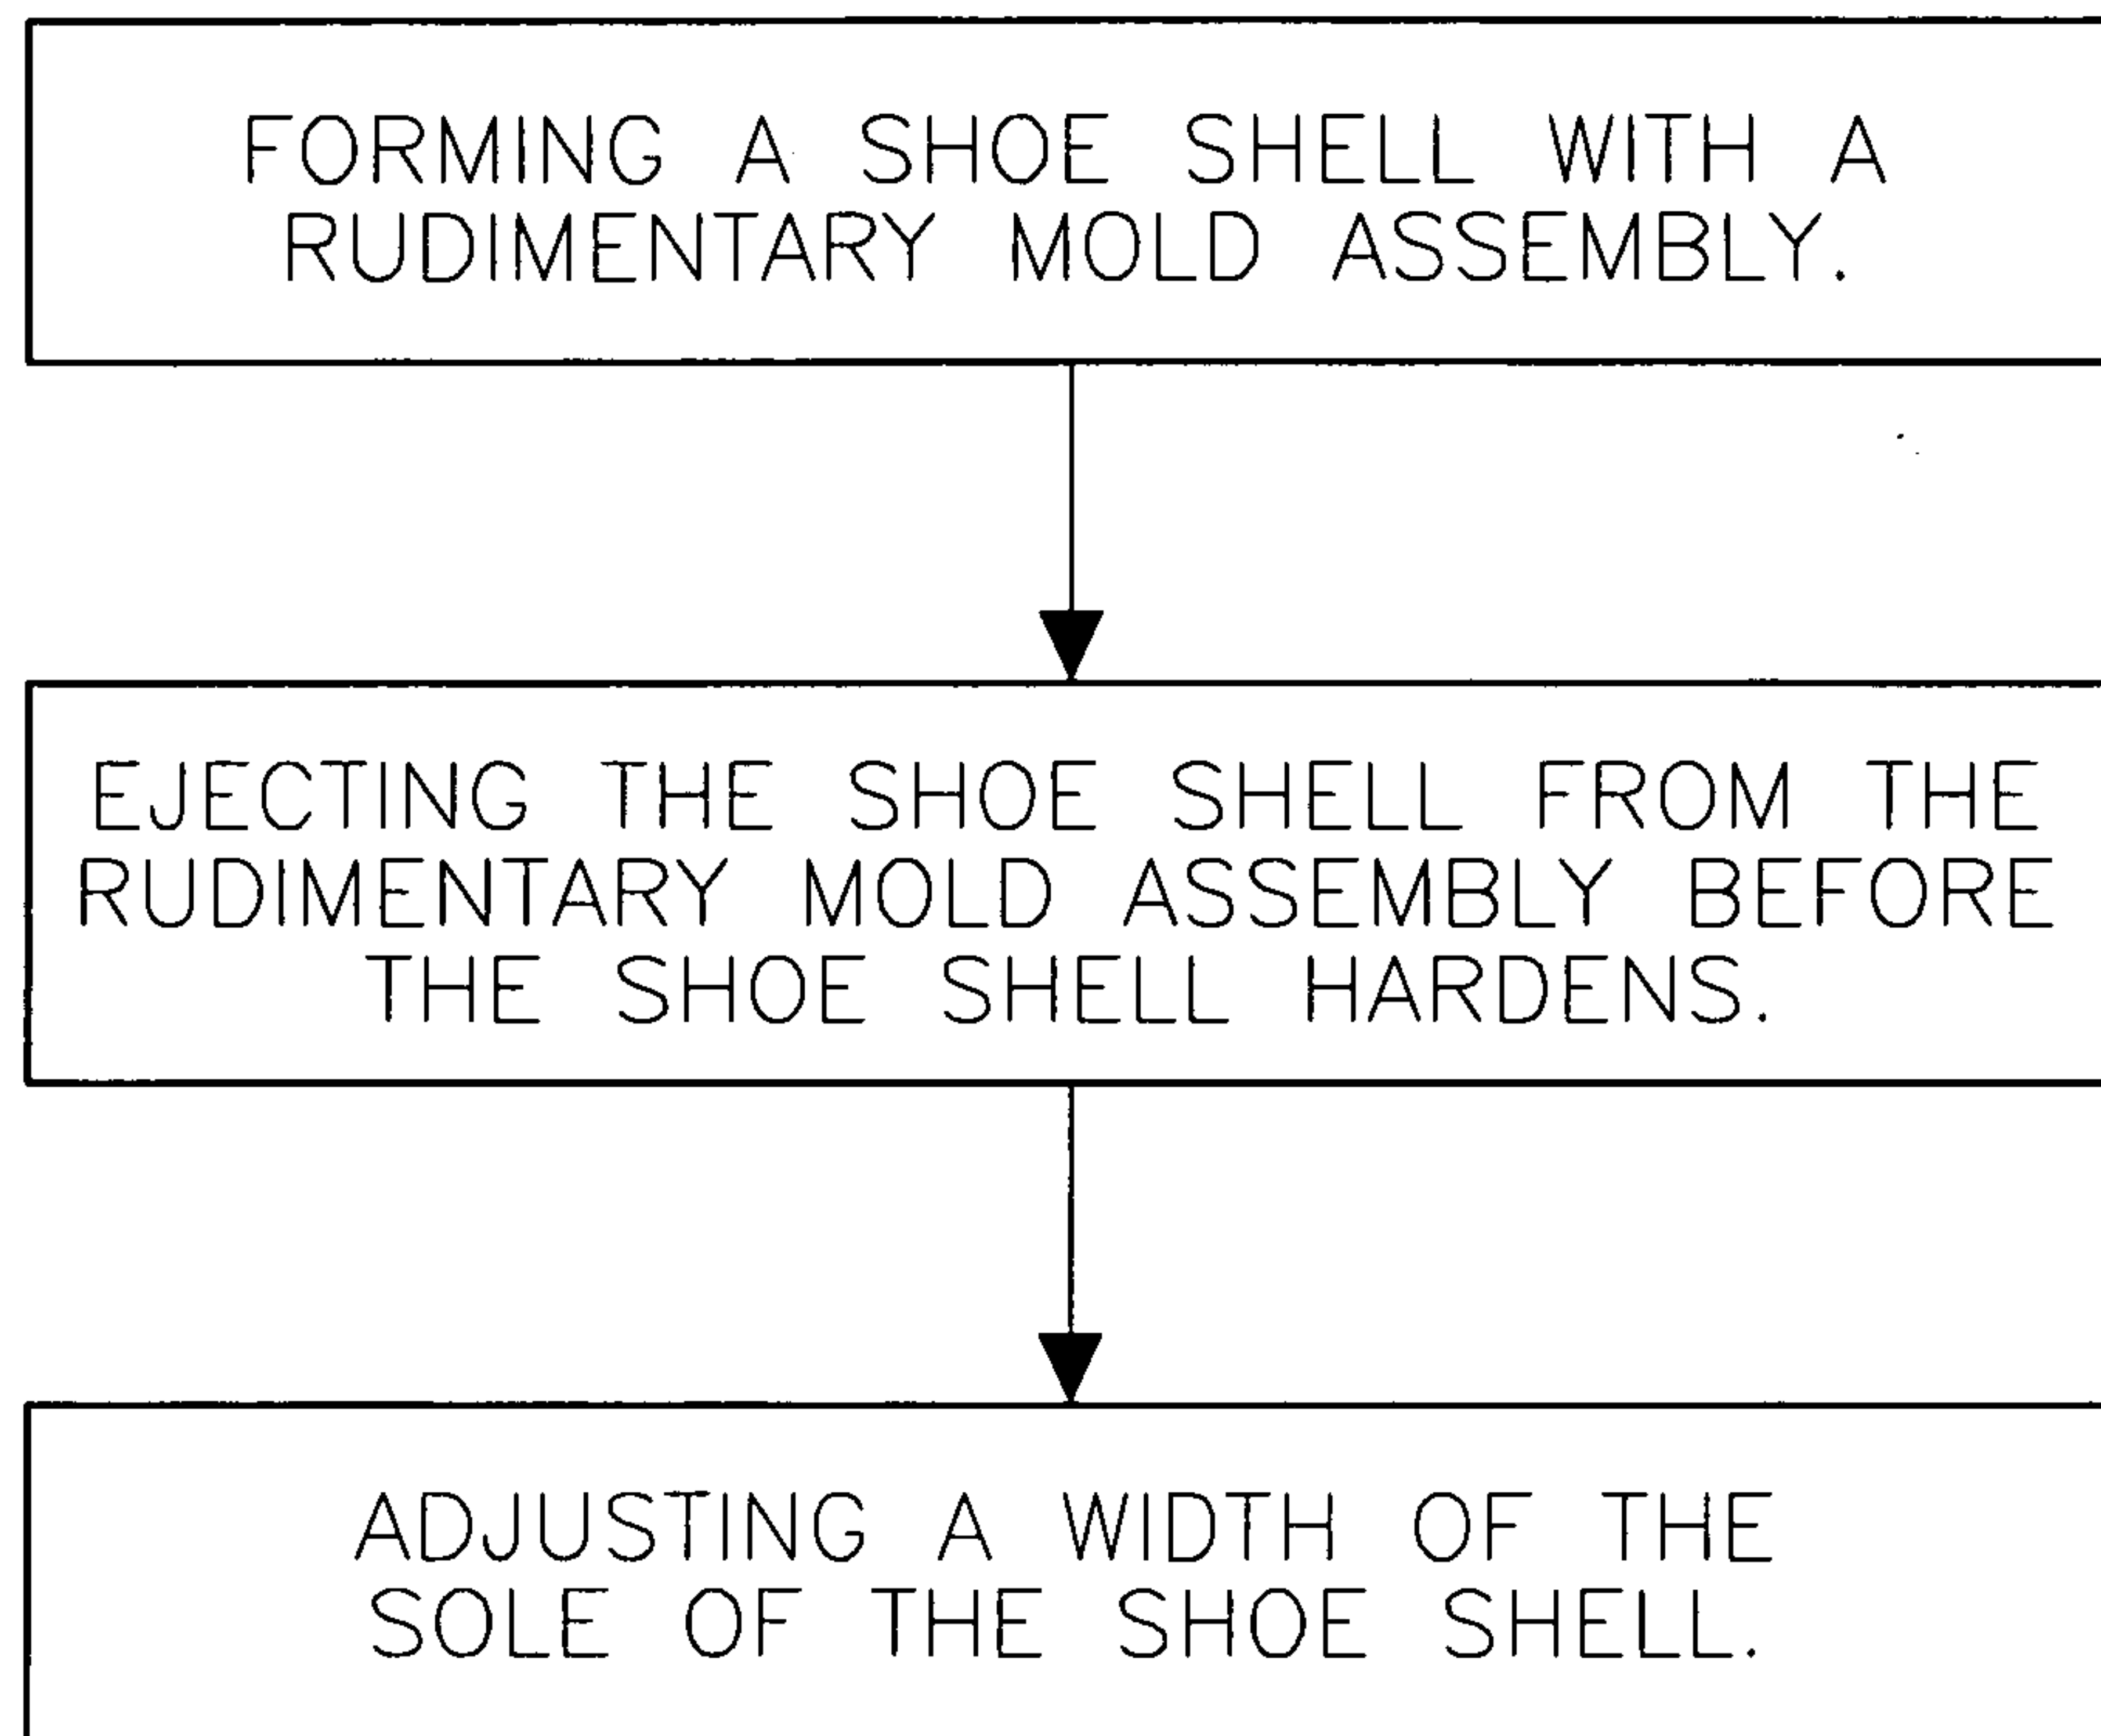 FORMING A SHOE SHELL WITH A
RUDIMENTARY MOLD ASSEMBLY.
EJECTING THE SHOE SHELL FROM THE
RUDIMENTARY MOLD ASSEMBLY BEFORE
THE SHOE SHELL HARDENS.
ADJUSTING A WIDTH OF THE
SOLE OF THE SHOE SHELL.